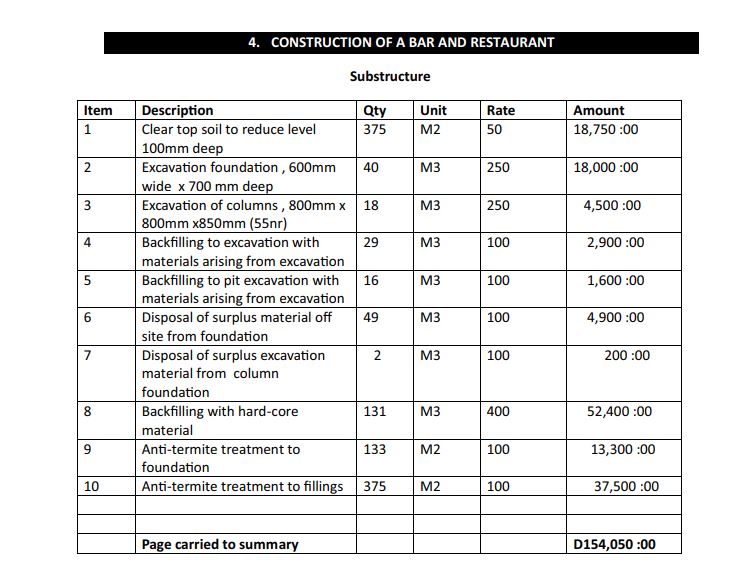 4. CONSTRUCTION OF A BAR AND RESTAURANT
Substructure
Item Description Qty Unit Rate Amount
1 Clear top soil to reduce level 375 M2 50 18,750 :00
100mm deep
2 Excavation foundation , 600mm 40 M3 250 18,000 :00
wide x 700 mm deep
3 Excavation of columns , 800mm x 18 M3 250 4,500 :00
800mm x850mm (55nr)
4 Backfilling to excavation with 29 M3 100 2,900 :00
materials arising from excavation
5 Backfilling to pit excavation with 16 M3 100 1,600 :00
materials arising from excavation
6 Disposal of surplus material off 49 M3 100 4,900 :00
site from foundation
7 Disposal of surplus excavation 2 M3 100 200 :00
material from column
foundation
8 Backfilling with hard-core 131 M3 400 52,400 :00
material
9 Anti-termite treatment to 133 M2 100 13,300 :00
foundation
10 Anti-termite treatment to fillings 375 M2 100 37,500 :00
Page carried to summary D154,050 :00